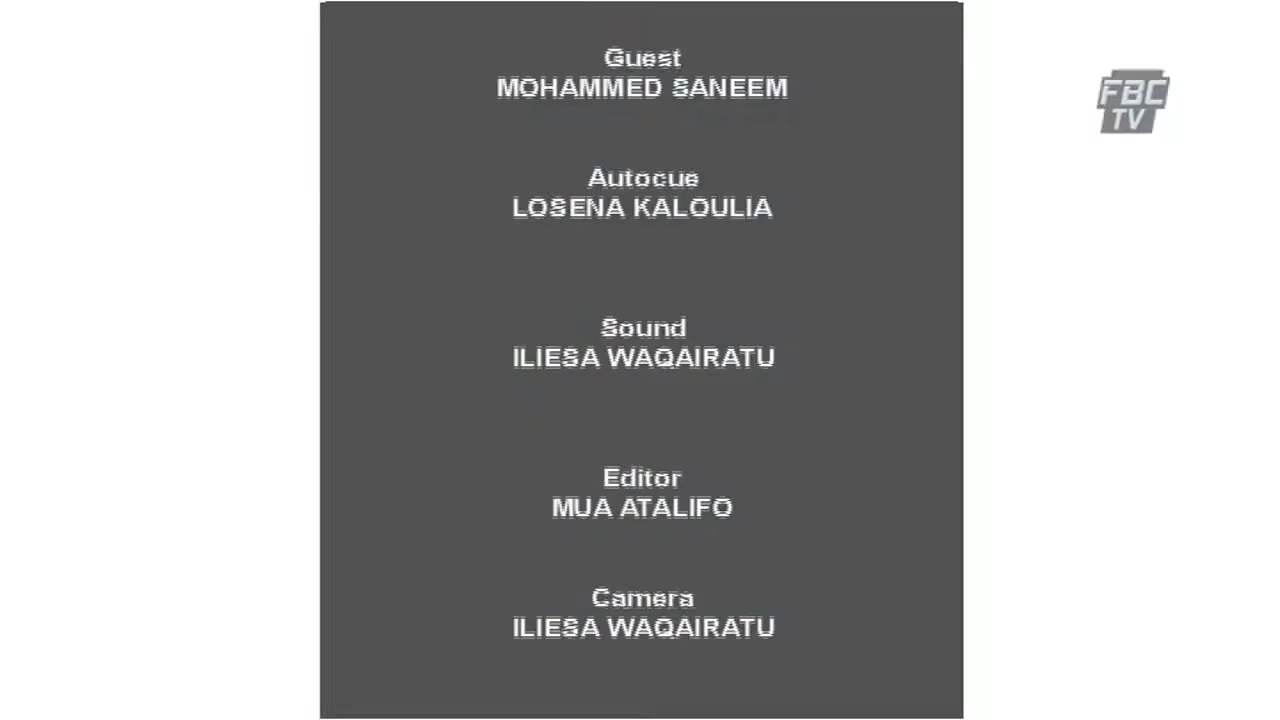 Guest
MOHAMMED SANEEM
FBC
TV
Autocue
LOSENA KALOULIA
Sound
ILIESA WAQAIRATU
Editor
MUA ATALIFO
Camera
ILIESA WAQAIRATU